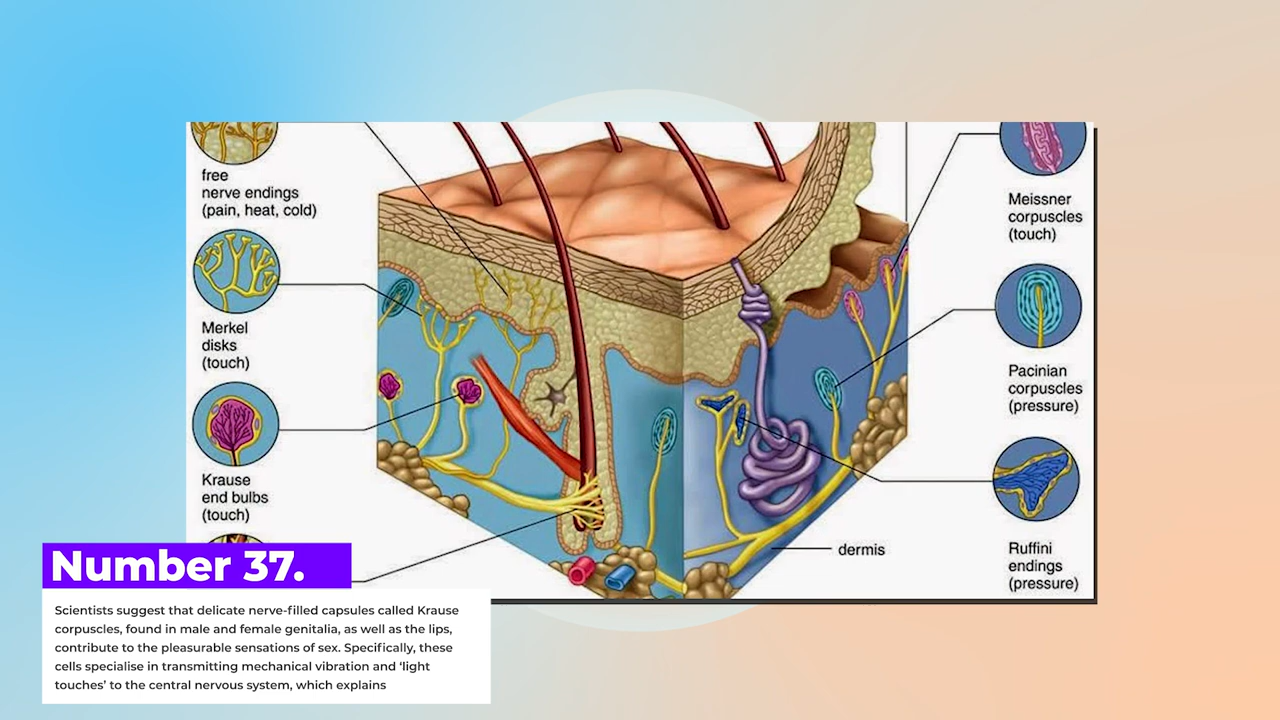 free
nerve endings
(pain, heat, cold)
Merkel
disks
(touch)
Krause
end bulbs
(touch)
Meissner
corpuscles
(touch)
Pacinian
corpuscles
(pressure)
Ruffini
endings
(pressure)
dermis
Number 37.
Scientists suggest that delicate nerve-filled capsules called Krause
corpuscles, found in male and female genitalia, as well as the lips,
contribute to the pleasurable sensations of sex. Specifically, these
cells specialise in transmitting mechanical vibration and ‘light
touches’ to the central nervous system, which explains